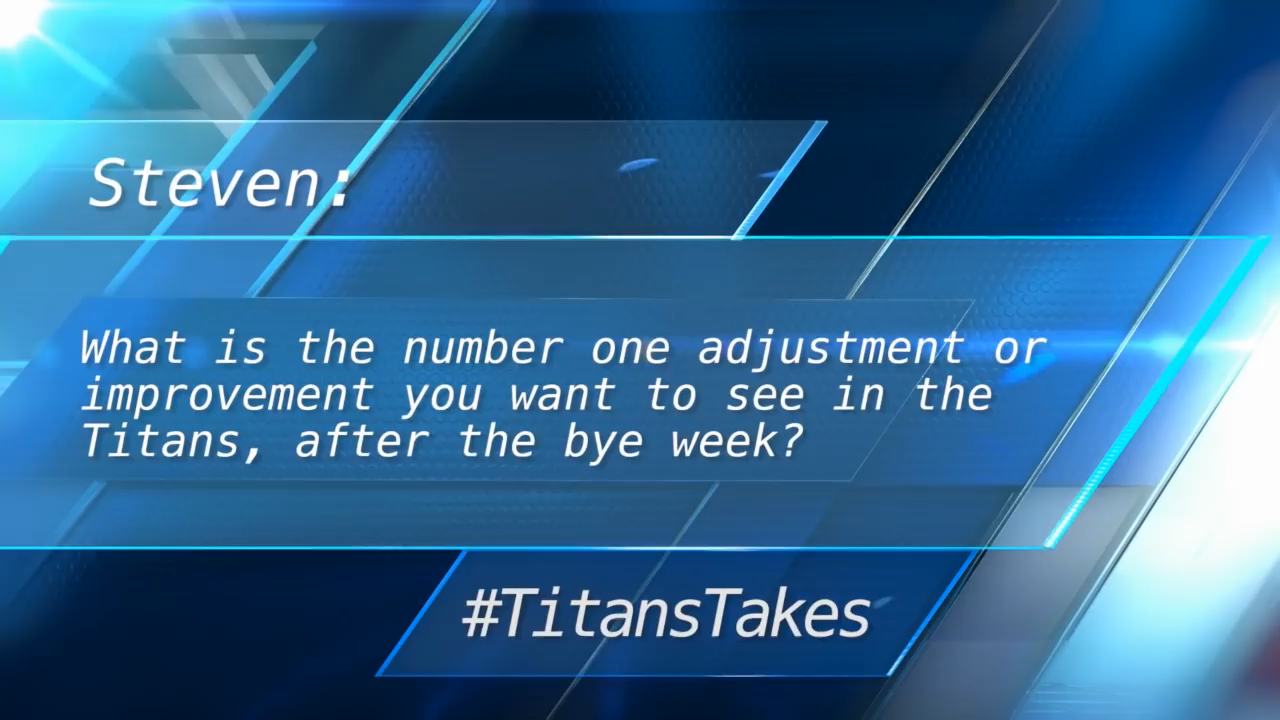 Steven:
What is the number one adjustment or
improvement you want to see in the
Titans, after the bye week?
#TitansTakes